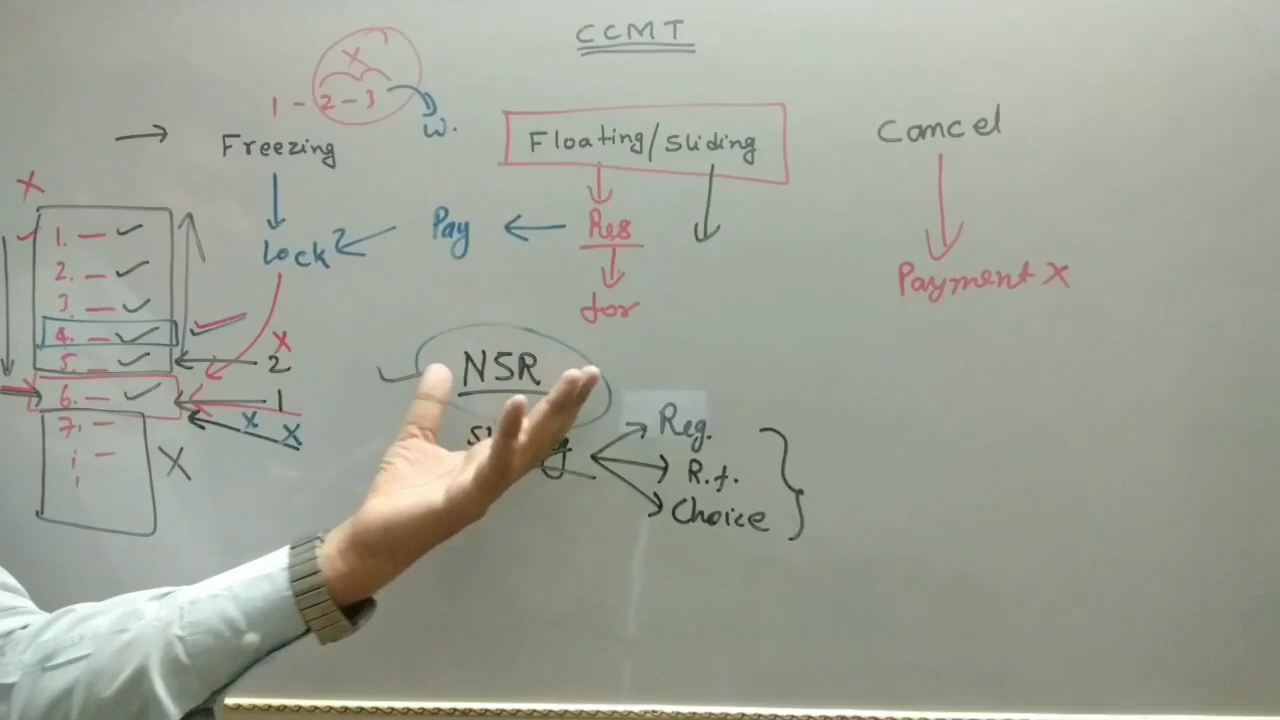 CCMT
1 - 2 - 3
X
w.
Freezing
Floating/Sliding
Cancel
Lock
Pay
Res
for
Payment X
X
1. —
2. —
3. —
4. —
5. —
6. —
7. —
X
X
2
1
X X
NSR
Reg.
R.f.
Choice